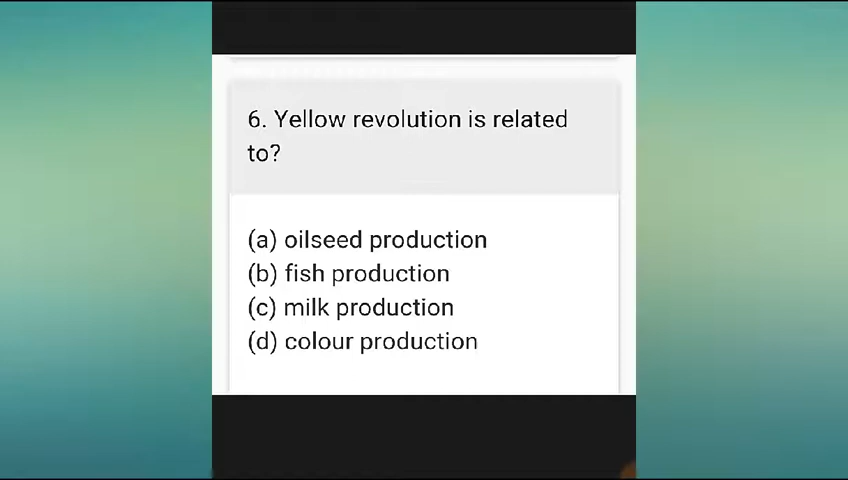 6. Yellow revolution is related
to?
(a) oilseed production
(b) fish production
(c) milk production
(d) colour production